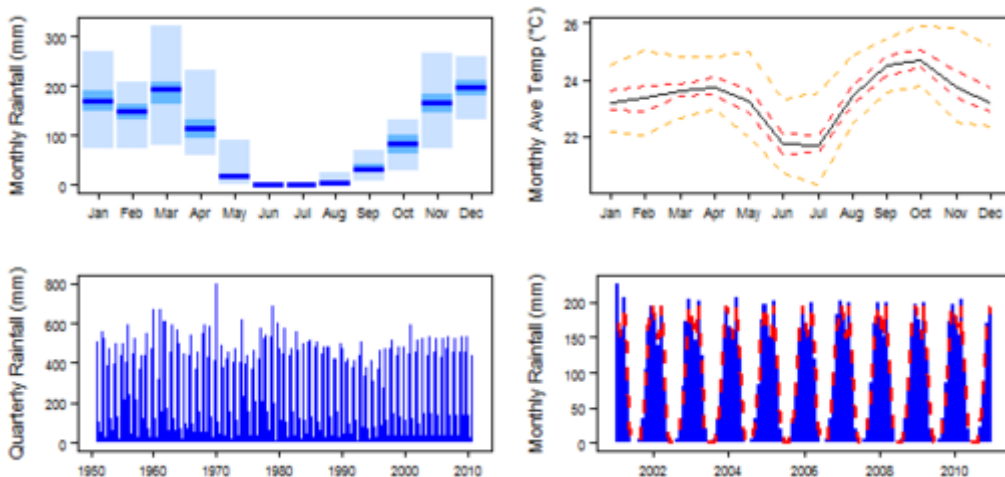 Monthly Rainfall (mm)
300
200
100
0
Jan Feb Mar Apr May Jun Jul Aug Sep Oct Nov Dec
Monthly Ave Temp (°C)
26
24
22
Jan Feb Mar Apr May Jun Jul Aug Sep Oct Nov Dec
Quarterly Rainfall (mm)
800
600
400
200
0
1950 1960 1970 1980 1990 2000 2010
Monthly Rainfall (mm)
200
150
100
50
0
2002 2004 2006 2008 2010